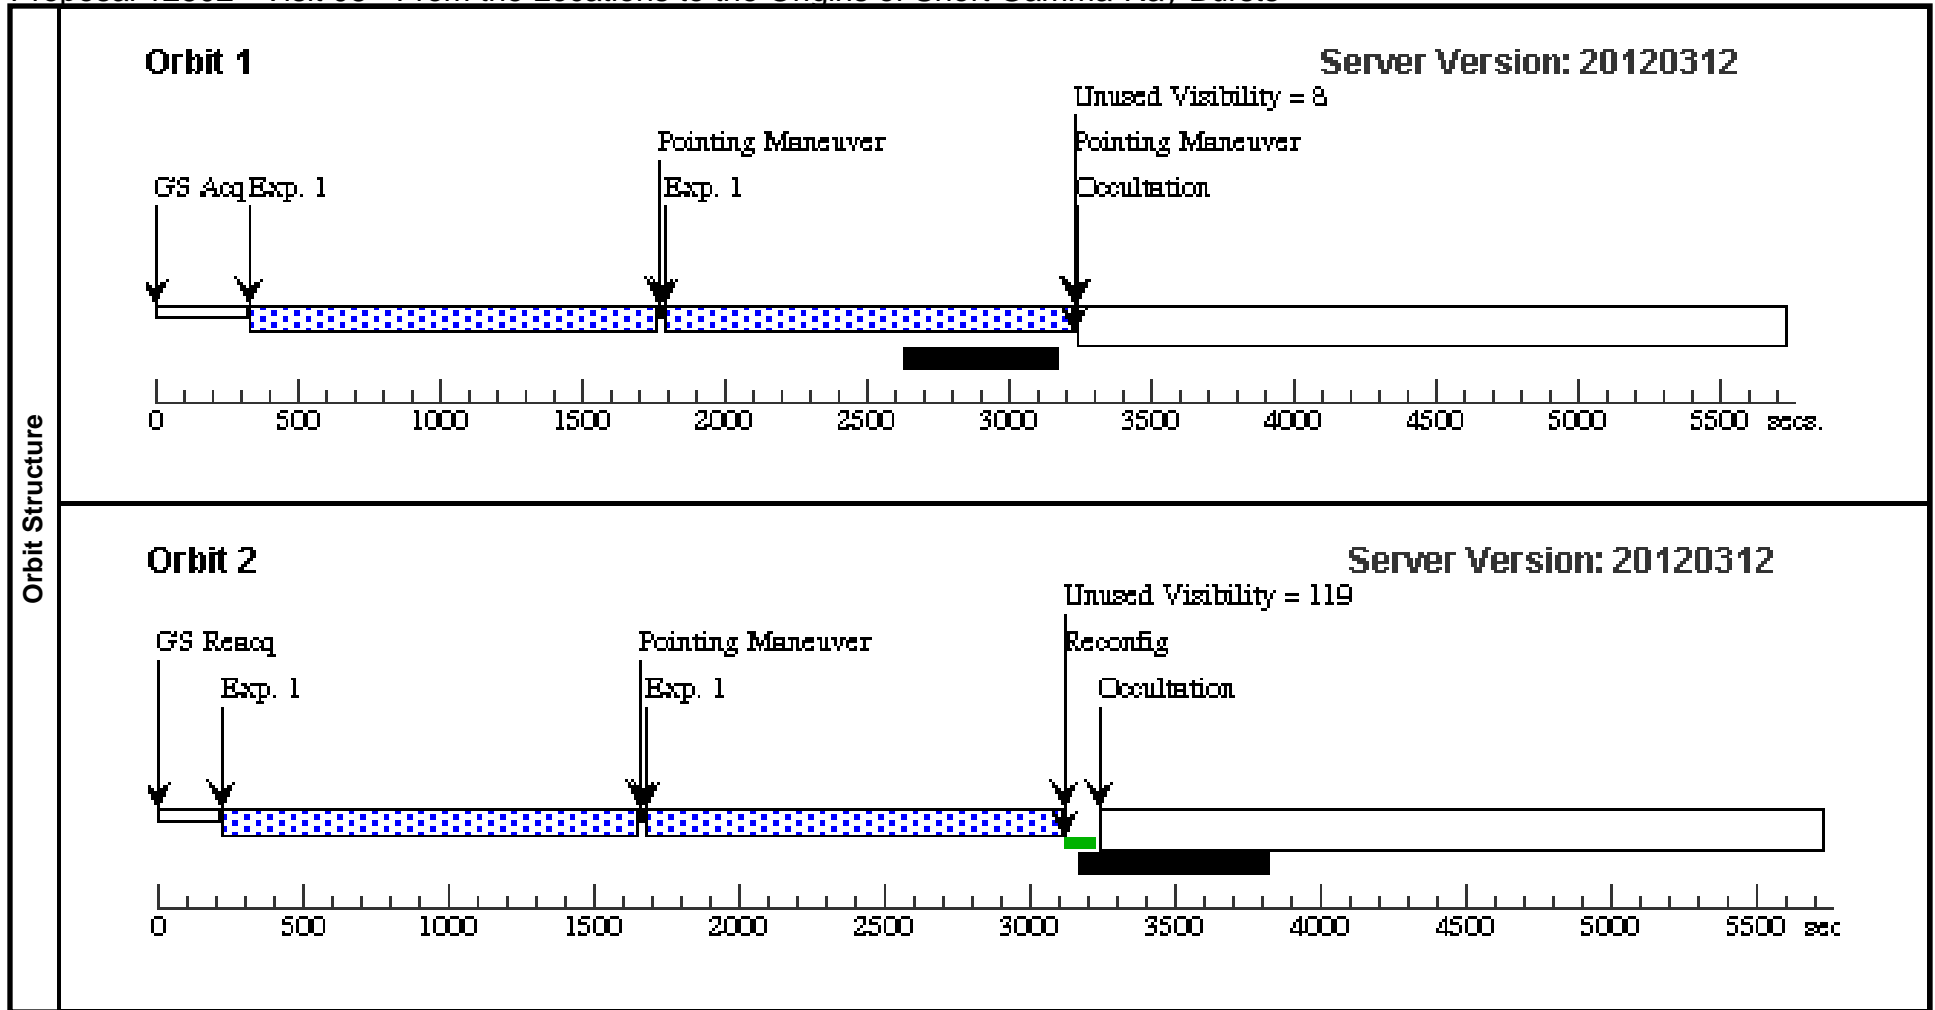 Orbit Structure
Orbit 1
Server Version: 20120312
Unused Visibility = 8
Pointing Maneuver
Pointing Maneuver
GS Acq
Exp. 1
Exp. 1
Occultation
0 500 1000 1500 2000 2500 3000 3500 4000 4500 5000 5500 secs.
Orbit 2
Server Version: 20120312
Unused Visibility = 119
GS Reacq
Pointing Maneuver
Reconfig
Exp. 1
Exp. 1
Occultation
0 500 1000 1500 2000 2500 3000 3500 4000 4500 5000 5500 sec